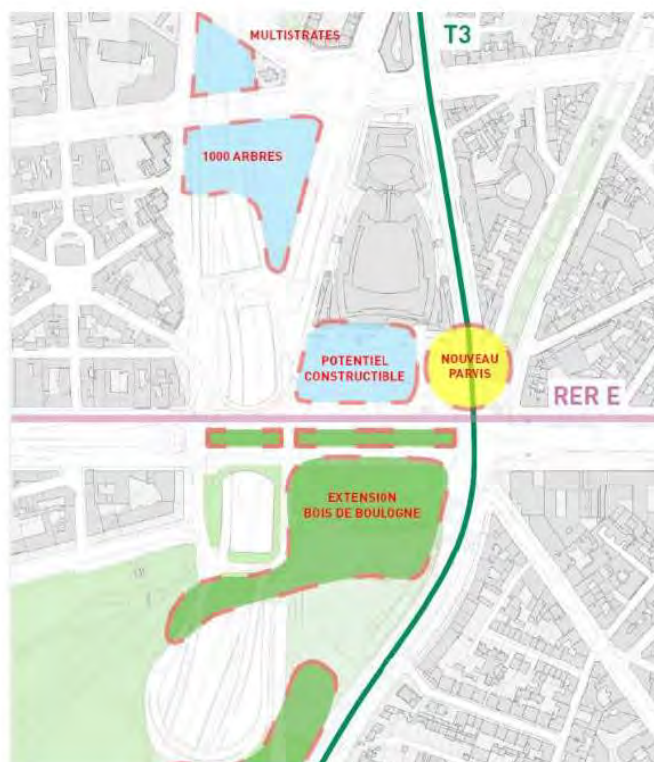 MULTISTRATES
T3
1000 ARBRES
POTENTIEL
CONSTRUCTIBLE
NOUVEAU
PARVIS
RER E
EXTENSION
BOIS DE BOULOGNE